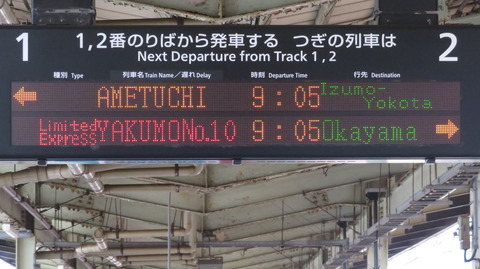 1 1,2番のりばから発車する つぎの列車は 2
Next Departure from Track 1 , 2
種別 Type 列車名 Train Name／遅れ Delay 時刻 Departure Time 行先 Destination
← AMETUCHI 9:05 Izumo-Yokota
Limited Express YAKUMO No.10 9:05 Okayama →